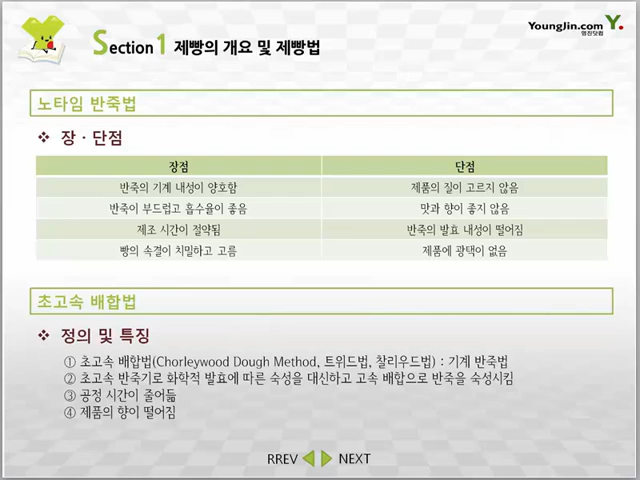 Section 1 제빵의 개요 및 제빵법
YoungJin.com Y.
영진닷컴
노타임 반죽법
❖ 장 · 단점
장점 단점
반죽의 기계 내성이 양호함 제품의 질이 고르지 않음
반죽이 부드럽고 흡수율이 좋음 맛과 향이 좋지 않음
제조 시간이 절약됨 반죽의 발효 내성이 떨어짐
빵의 속결이 치밀하고 고름 제품에 광택이 없음
초고속 배합법
❖ 정의 및 특징
① 초고속 배합법(Chorleywood Dough Method, 트위드법, 찰리우드법) : 기계 반죽법
② 초고속 반죽기로 화학적 발효에 따른 숙성을 대신하고 고속 배합으로 반죽을 숙성시킴
③ 공정 시간이 줄어듦
④ 제품의 향이 떨어짐
RREV NEXT